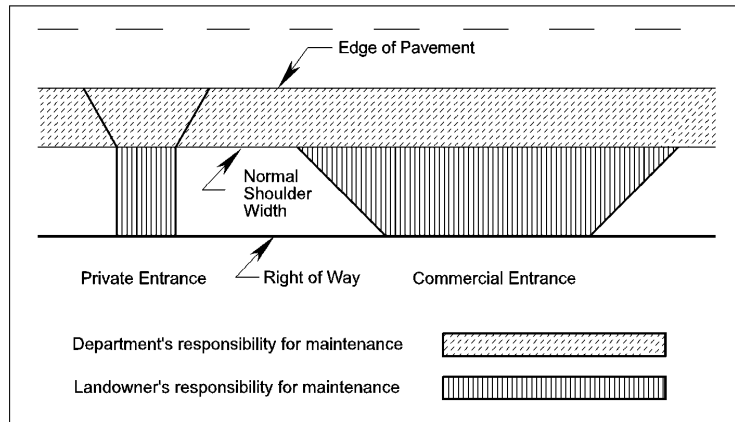 Edge of Pavement
Normal
Shoulder
Width
Private Entrance
Right of Way
Commercial Entrance
Department's responsibility for maintenance
Landowner's responsibility for maintenance